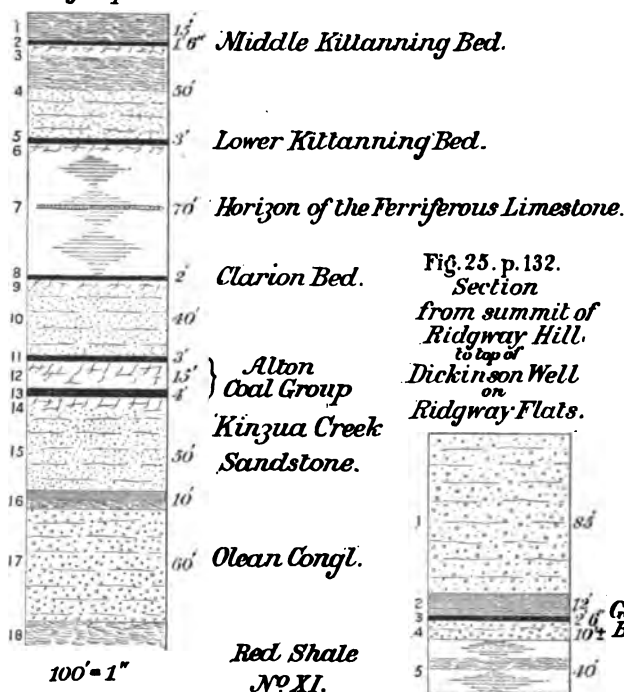 1 15'
2 1'6" Middle Kittanning Bed.
3
4 50'
5 3' Lower Kittanning Bed.
6
7 70' Horizon of the Ferriferous Limestone.
8 2' Clarion Bed.
9
10 40'
11 3'
12 15' Alton
13 4' Coal Group
14 Kinzua Creek
15 50' Sandstone.
16 10'
17 60' Olean Congl.
18
100'=1"
Red Shale
No. XI.
Fig. 25. p. 132.
Section
from summit of
Ridgway Hill
to top of
Dickinson Well
on
Ridgway Flats.
1 85'
2 12'
3 2'6"
4 10'±
5 40'